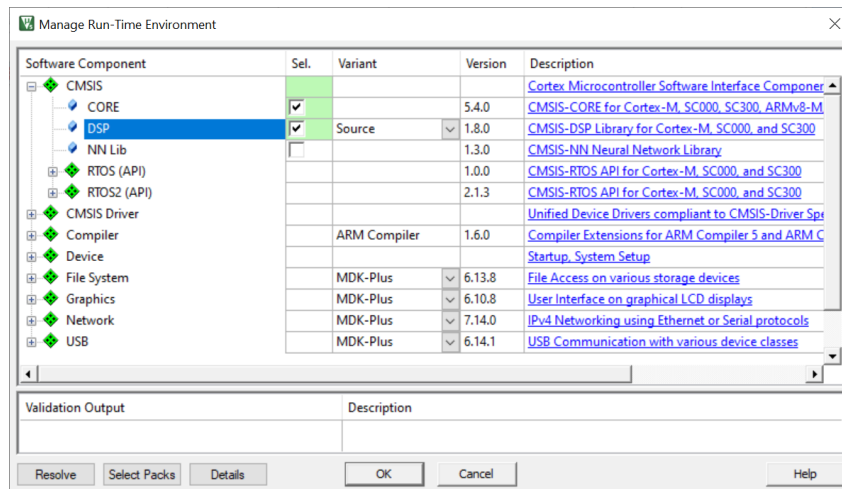 Manage Run-Time Environment
Software Component Sel. Variant Version Description
CMSIS Cortex Microcontroller Software Interface Componen
CORE 5.4.0 CMSIS-CORE for Cortex-M, SC000, SC300, ARMv8-M
DSP Source 1.8.0 CMSIS-DSP Library for Cortex-M, SC000, and SC300
NN Lib 1.3.0 CMSIS-NN Neural Network Library
RTOS (API) 1.0.0 CMSIS-RTOS API for Cortex-M, SC000, and SC300
RTOS2 (API) 2.1.3 CMSIS-RTOS API for Cortex-M, SC000, and SC300
CMSIS Driver Unified Device Drivers compliant to CMSIS-Driver Spe
Compiler ARM Compiler 1.6.0 Compiler Extensions for ARM Compiler 5 and ARM C
Device Startup, System Setup
File System MDK-Plus 6.13.8 File Access on various storage devices
Graphics MDK-Plus 6.10.8 User Interface on graphical LCD displays
Network MDK-Plus 7.14.0 IPv4 Networking using Ethernet or Serial protocols
USB MDK-Plus 6.14.1 USB Communication with various device classes
Validation Output Description
Resolve Select Packs Details OK Cancel Help